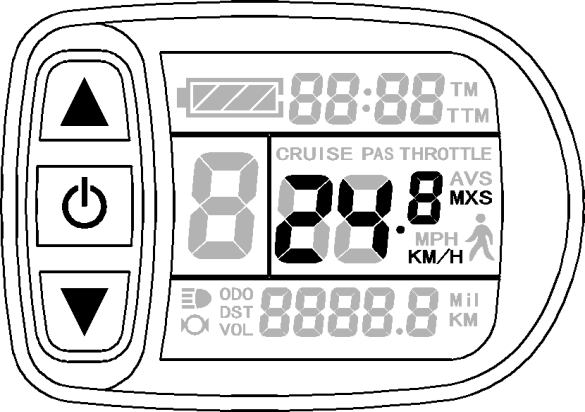 88:88 TM
TTM
8
CRUISE PAS THROTTLE
24.8
AVS
MXS
MPH
KM/H
ODO
DST
VOL
8888.8
Mil
KM